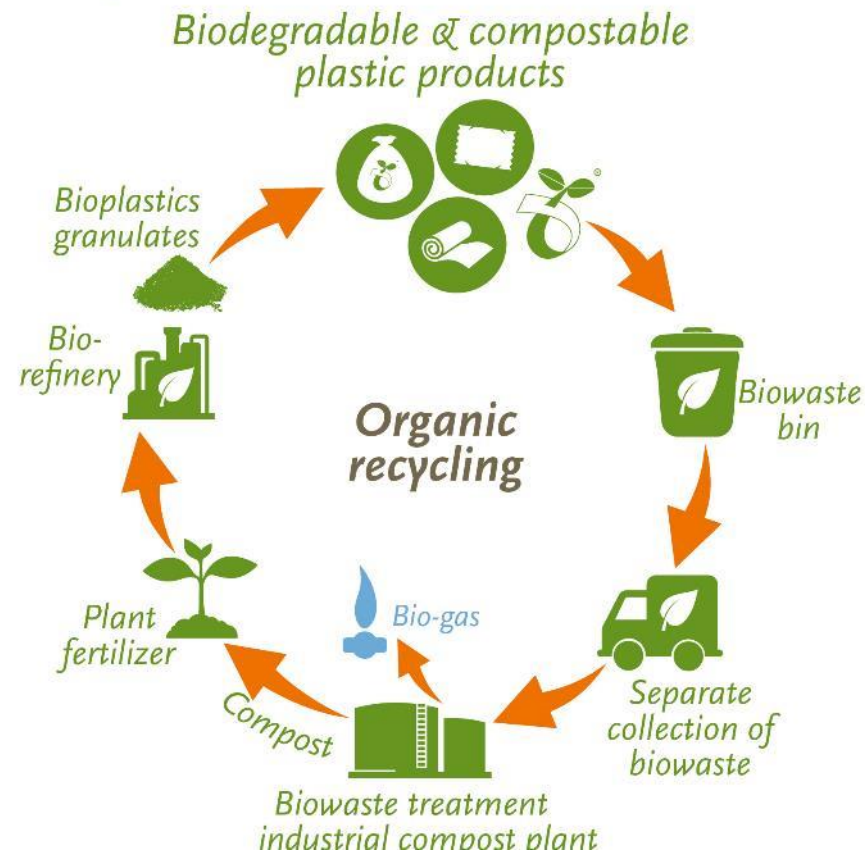 Biodegradable & compostable
plastic products
Bioplastics
granulates
Bio-
refinery
Biowaste
bin
Organic
recycling
Plant
fertilizer
Bio-gas
Compost
Separate
collection of
biowaste
Biowaste treatment
industrial compost plant